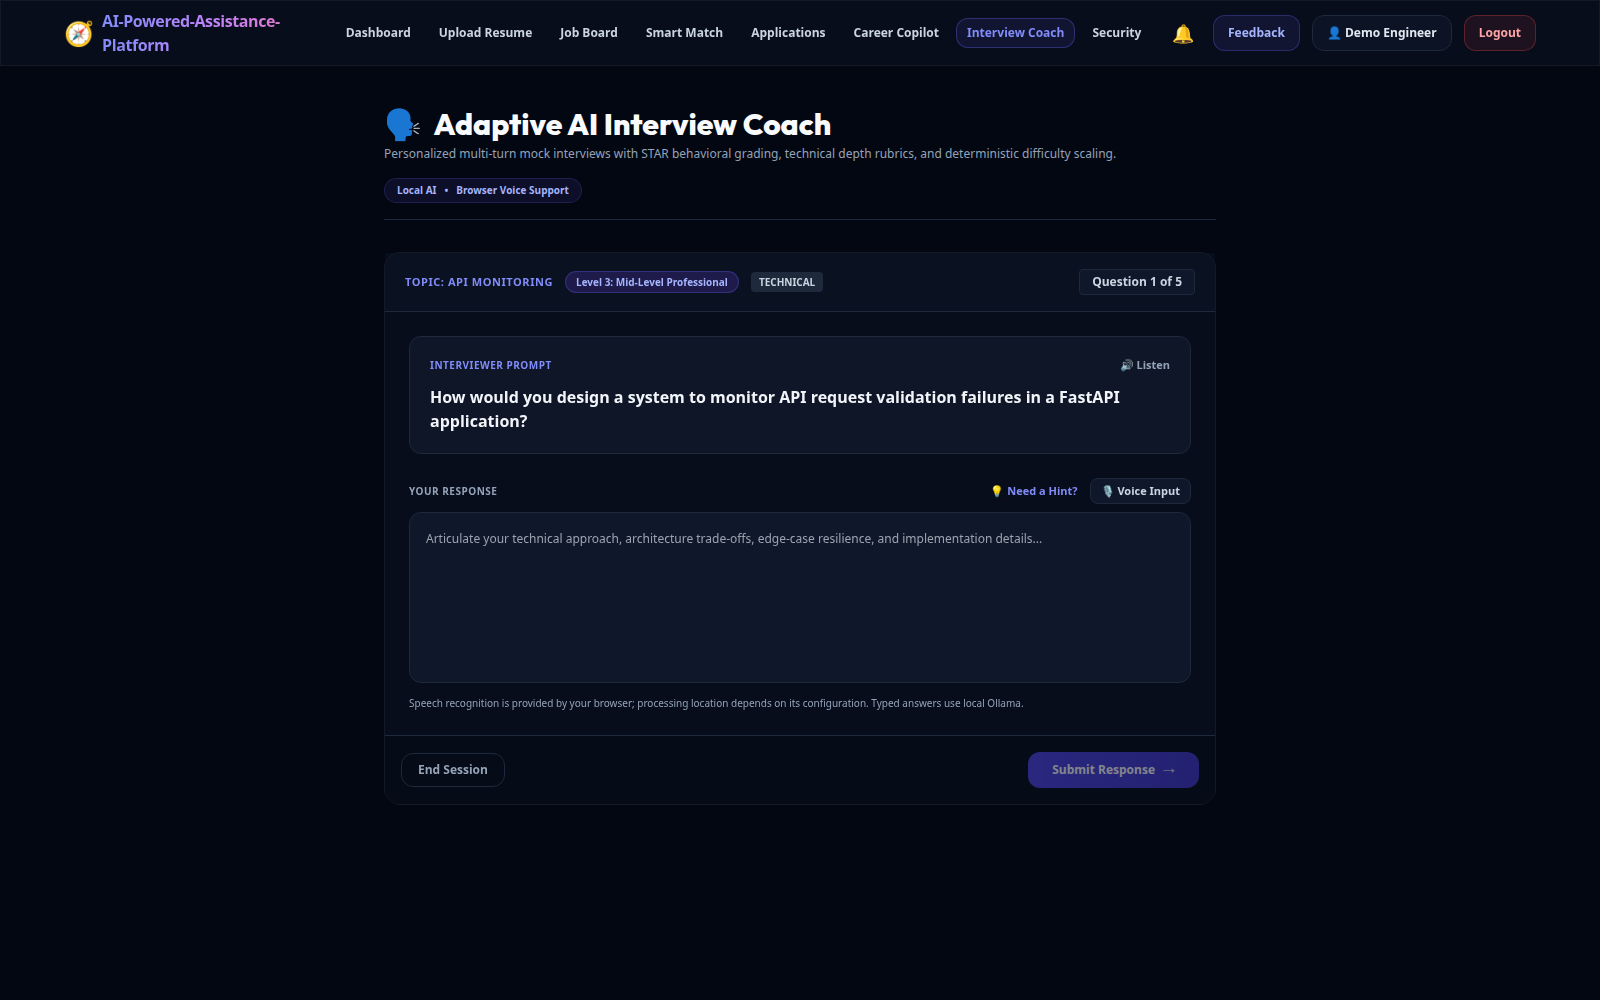 AI-Powered-Assistance-
Platform
Dashboard
Upload Resume
Job Board
Smart Match
Applications
Career Copilot
Interview Coach
Security
Feedback
Demo Engineer
Logout
Adaptive AI Interview Coach
Personalized multi-turn mock interviews with STAR behavioral grading, technical depth rubrics, and deterministic difficulty scaling.
Local AI • Browser Voice Support
TOPIC: API MONITORING
Level 3: Mid-Level Professional
TECHNICAL
Question 1 of 5
INTERVIEWER PROMPT
Listen
How would you design a system to monitor API request validation failures in a FastAPI
application?
YOUR RESPONSE
Need a Hint?
Voice Input
Articulate your technical approach, architecture trade-offs, edge-case resilience, and implementation details...
Speech recognition is provided by your browser; processing location depends on its configuration. Typed answers use local Ollama.
End Session
Submit Response →